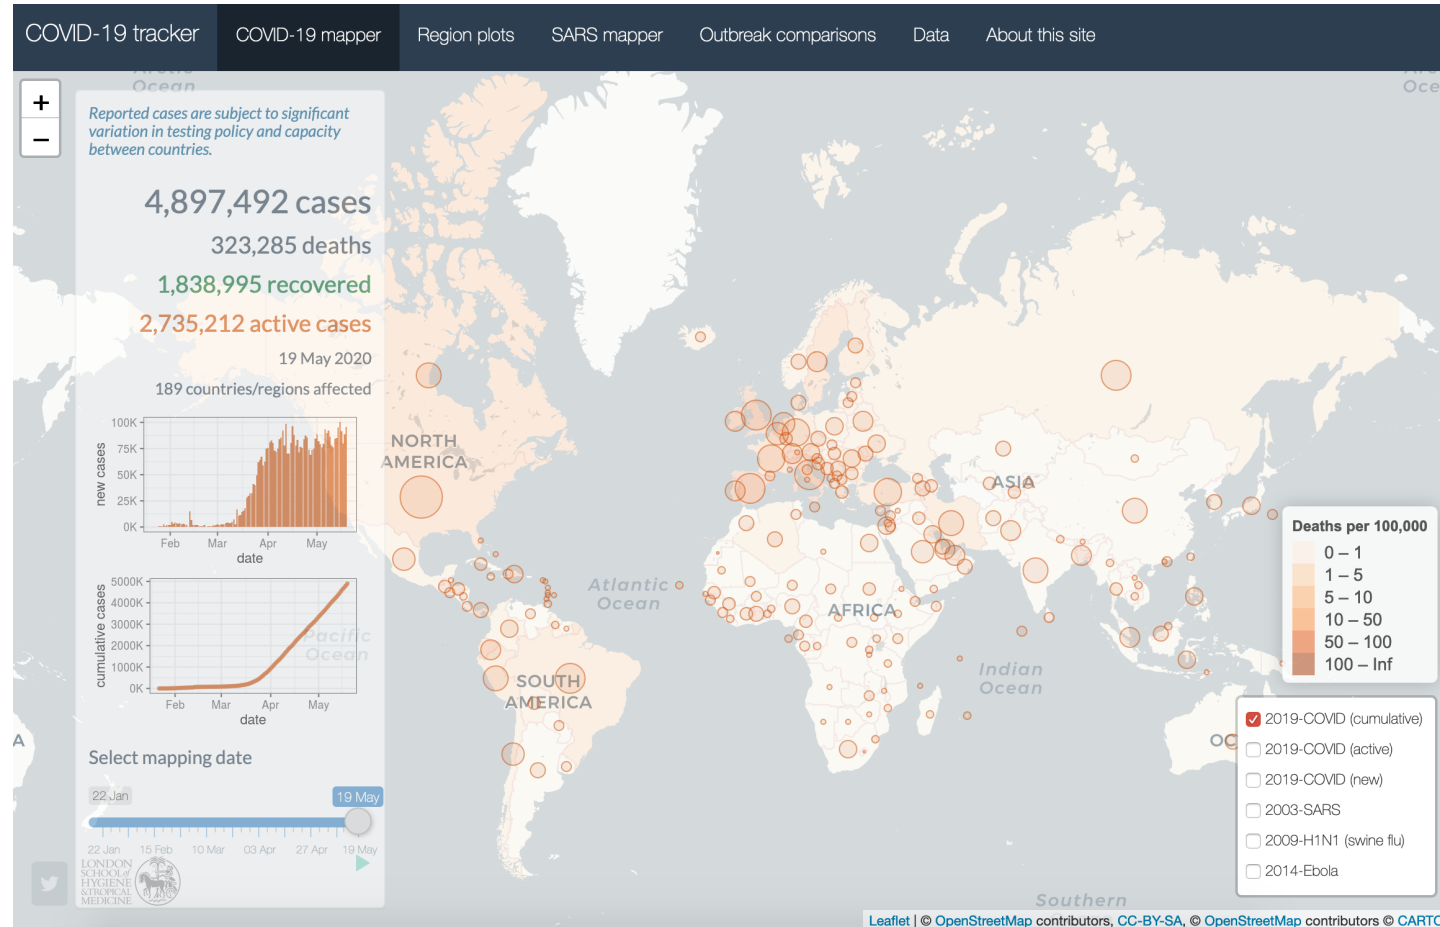 COVID-19 tracker
COVID-19 mapper
Region plots
SARS mapper
Outbreak comparisons
Data
About this site
Arctic
Ocean
Oce
+
−
Reported cases are subject to significant
variation in testing policy and capacity
between countries.
4,897,492 cases
323,285 deaths
1,838,995 recovered
2,735,212 active cases
19 May 2020
189 countries/regions affected
100K
75K
50K
25K
0K
new cases
Feb Mar Apr May
date
5000K
4000K
3000K
2000K
1000K
0K
cumulative cases
Feb Mar Apr May
date
Select mapping date
22 Jan
19 May
22 Jan 15 Feb 10 Mar 03 Apr 27 Apr 19 May
LONDON
SCHOOL of
HYGIENE
&TROPICAL
MEDICINE
NORTH
AMERICA
Atlantic
Ocean
Pacific
Ocean
SOUTH
AMERICA
AFRICA
ASIA
Indian
Ocean
A
OC
Southern
Deaths per 100,000
0 – 1
1 – 5
5 – 10
10 – 50
50 – 100
100 – Inf
2019-COVID (cumulative)
2019-COVID (active)
2019-COVID (new)
2003-SARS
2009-H1N1 (swine flu)
2014-Ebola
Leaflet | © OpenStreetMap contributors, CC-BY-SA, © OpenStreetMap contributors © CARTO